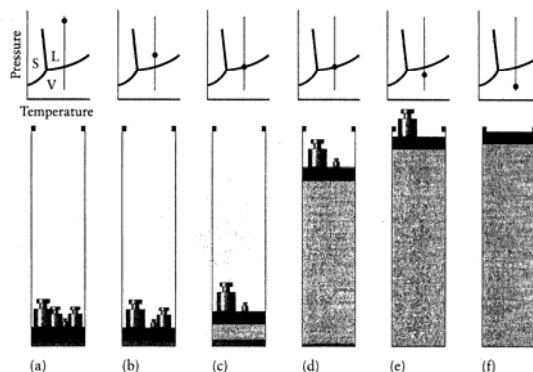 Pressure
S L
V
Temperature
(a) (b) (c) (d) (e) (f)